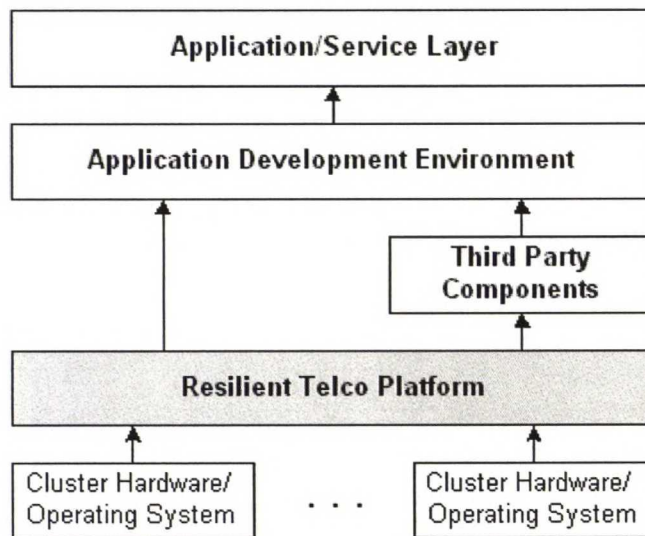 Application/Service Layer
Application Development Environment
Third Party
Components
Resilient Telco Platform
Cluster Hardware/
Operating System
. . .
Cluster Hardware/
Operating System